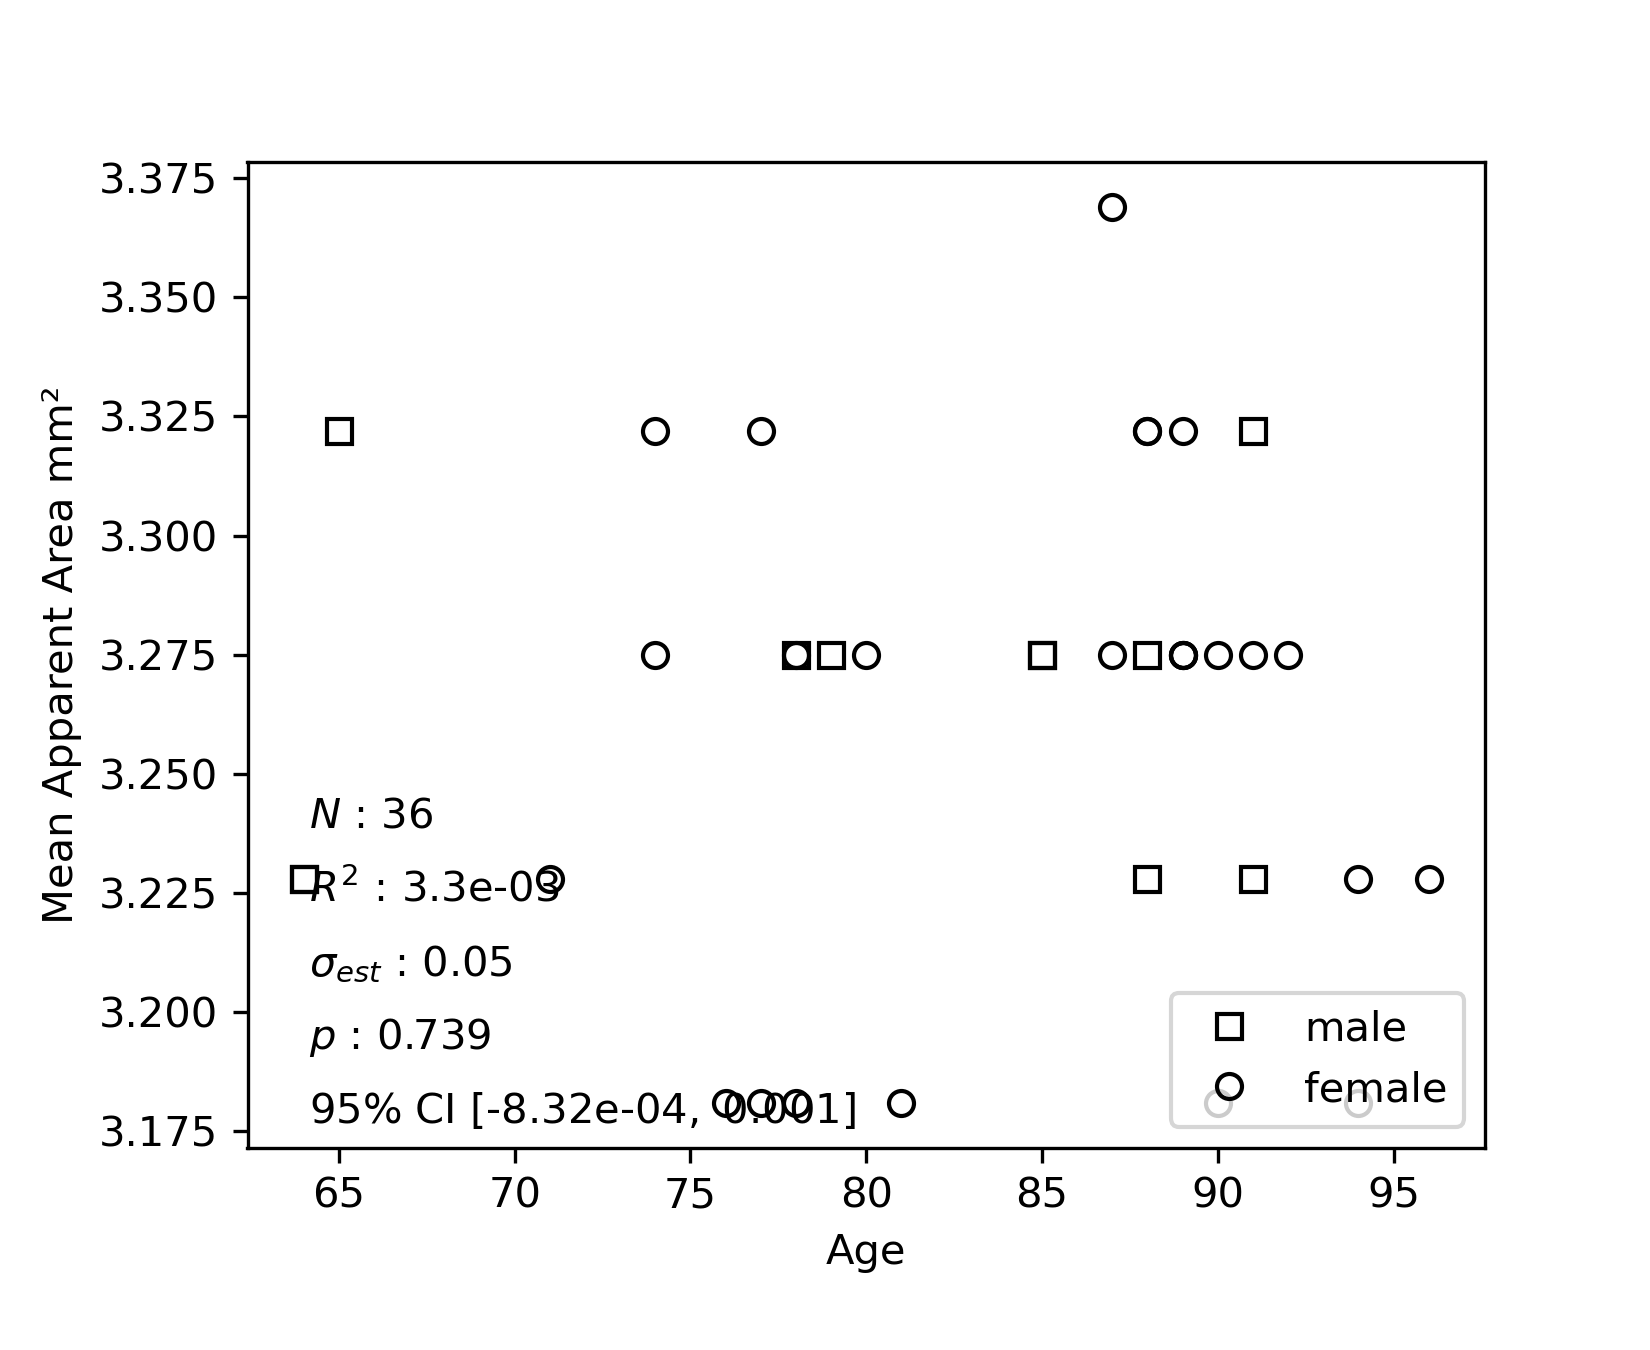 3.375
3.350
3.325
3.300
3.275
3.250
3.225
3.200
3.175
Mean Apparent Area mm²
N : 36
R² : 3.3e-03
σest : 0.05
p : 0.739
95% CI [-8.32e-04, 0.001]
male
female
65 70 75 80 85 90 95
Age